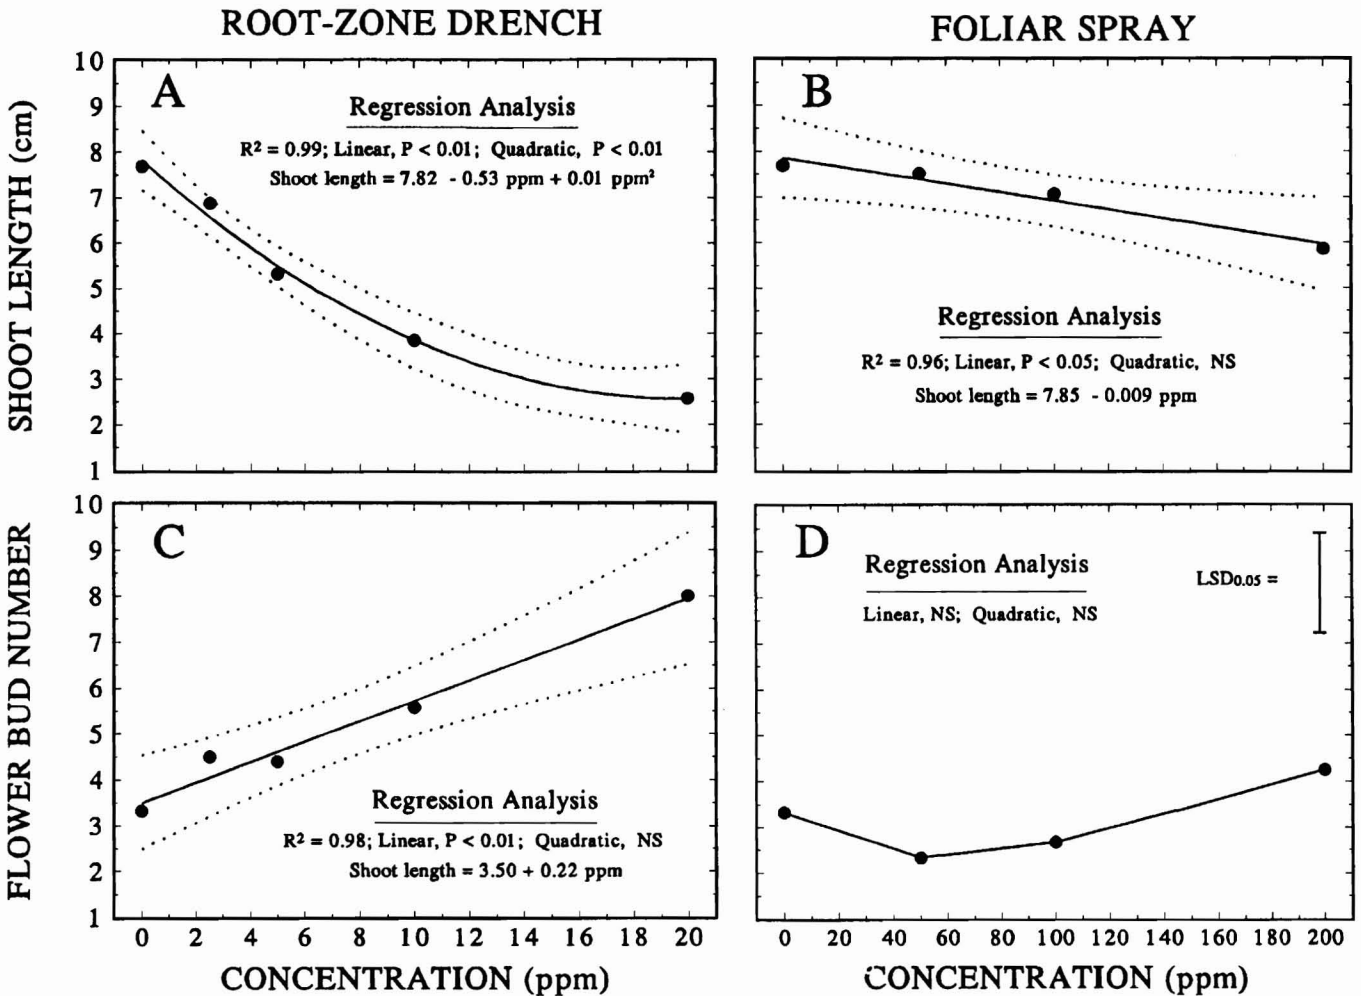 ROOT-ZONE DRENCH
FOLIAR SPRAY
SHOOT LENGTH (cm)
10
9
8
7
6
5
4
3
2
1
A
Regression Analysis
R² = 0.99; Linear, P < 0.01; Quadratic, P < 0.01
Shoot length = 7.82 - 0.53 ppm + 0.01 ppm²
B
Regression Analysis
R² = 0.96; Linear, P < 0.05; Quadratic, NS
Shoot length = 7.85 - 0.009 ppm
FLOWER BUD NUMBER
10
9
8
7
6
5
4
3
2
1
C
Regression Analysis
R² = 0.98; Linear, P < 0.01; Quadratic, NS
Shoot length = 3.50 + 0.22 ppm
0 2 4 6 8 10 12 14 16 18 20
CONCENTRATION (ppm)
D
Regression Analysis
Linear, NS; Quadratic, NS
LSD0.05 =
0 20 40 60 80 100 120 140 160 180 200
CONCENTRATION (ppm)